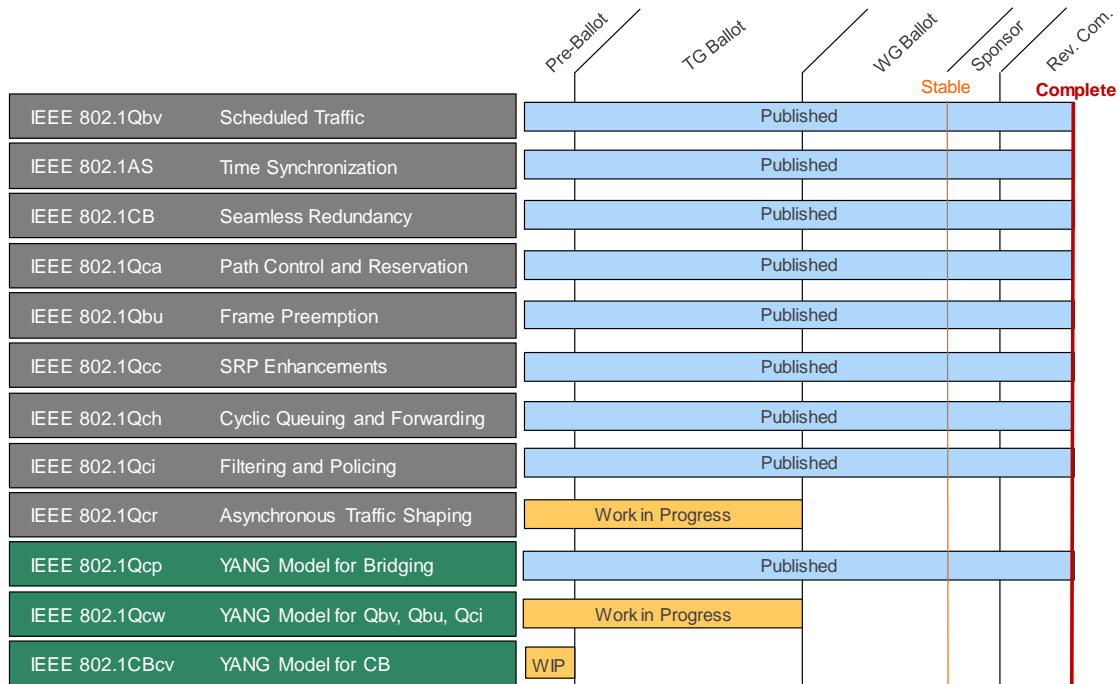 Pre-Ballot
TG Ballot
WG Ballot
Sponsor
Rev. Com.
Stable
Complete
IEEE 802.1Qbv Scheduled Traffic Published
IEEE 802.1AS Time Synchronization Published
IEEE 802.1CB Seamless Redundancy Published
IEEE 802.1Qca Path Control and Reservation Published
IEEE 802.1Qbu Frame Preemption Published
IEEE 802.1Qcc SRP Enhancements Published
IEEE 802.1Qch Cyclic Queuing and Forwarding Published
IEEE 802.1Qci Filtering and Policing Published
IEEE 802.1Qcr Asynchronous Traffic Shaping Work in Progress
IEEE 802.1Qcp YANG Model for Bridging Published
IEEE 802.1Qcw YANG Model for Qbv, Qbu, Qci Work in Progress
IEEE 802.1CBcv YANG Model for CB WIP